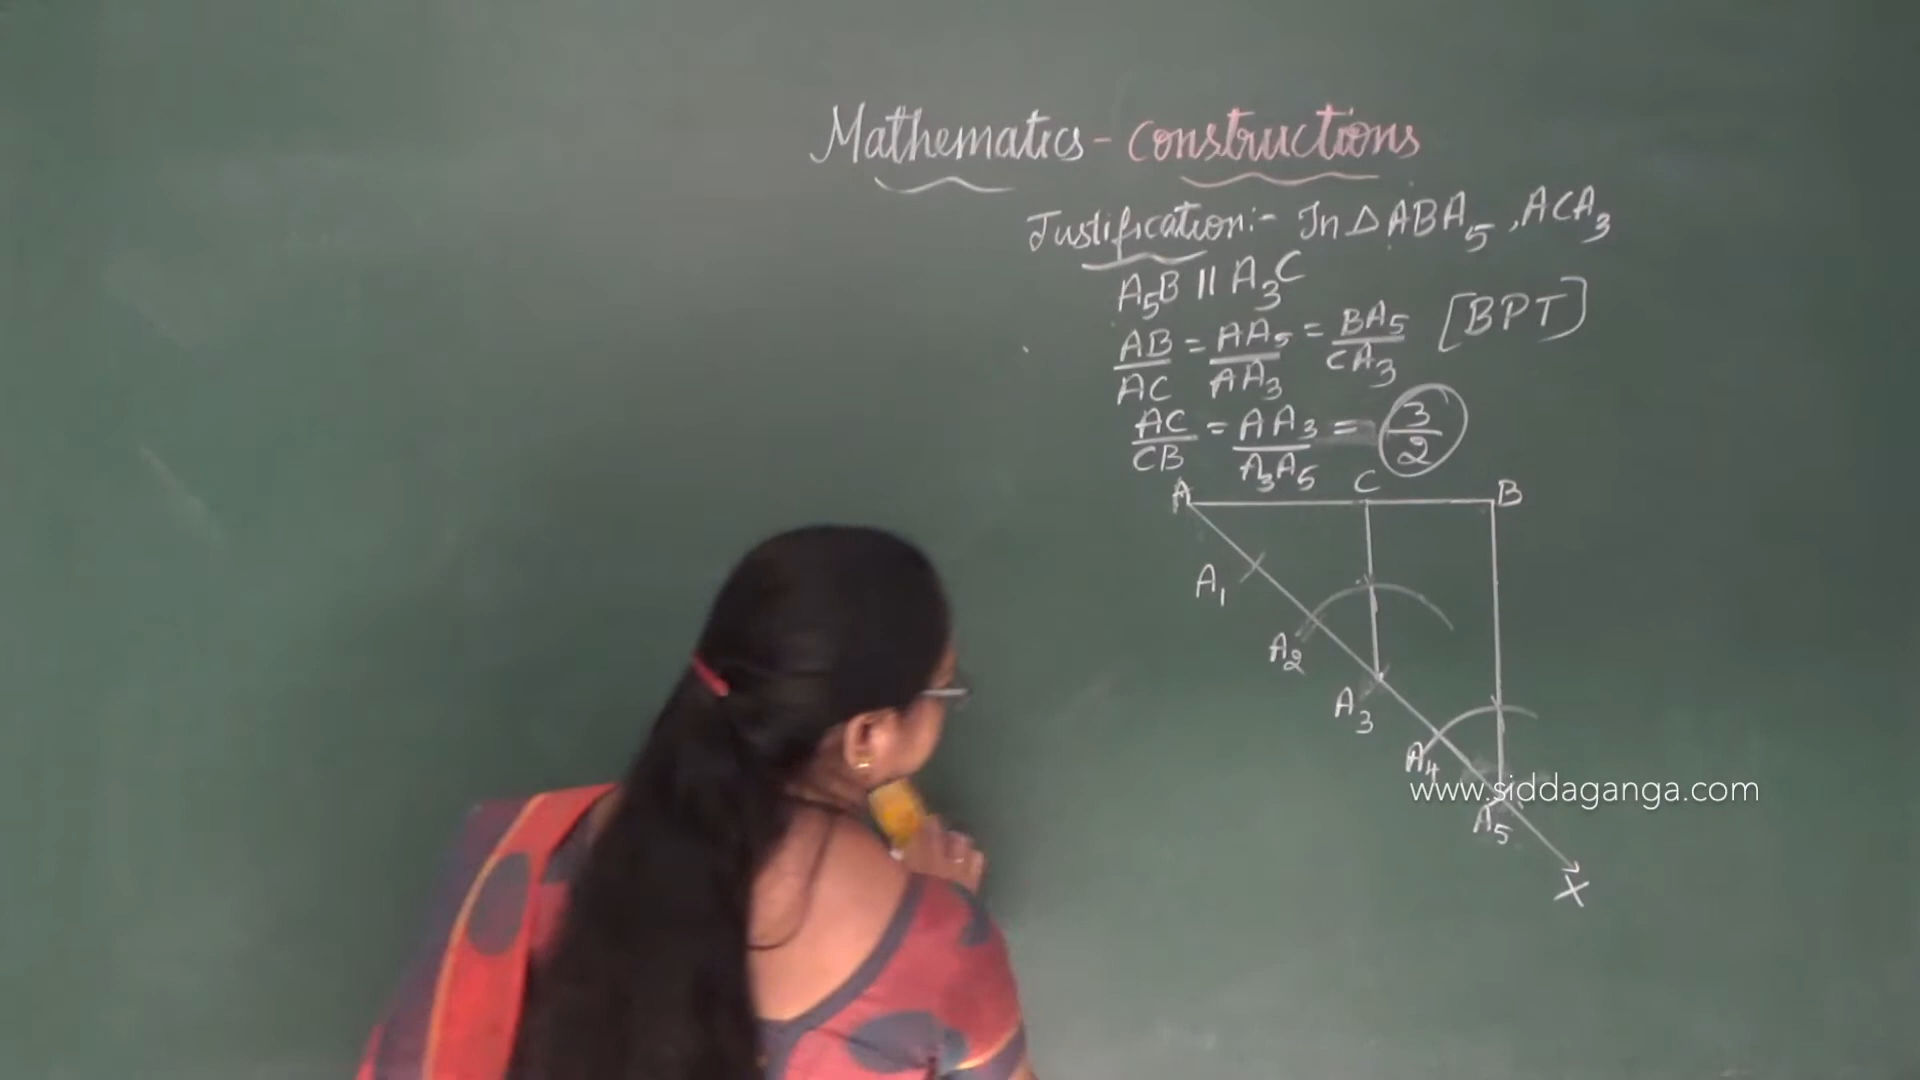 Mathematics - Constructions
Justification:- In △ ABA₅, ACA₃
A₅B || A₃C
AB/AC = AA₅/AA₃ = BA₅/CA₃ [BPT]
AC/CB = AA₃/A₃A₅ = 3/2
A C B
A₁
A₂
A₃
A₄
www.siddaganga.com
A₅
X